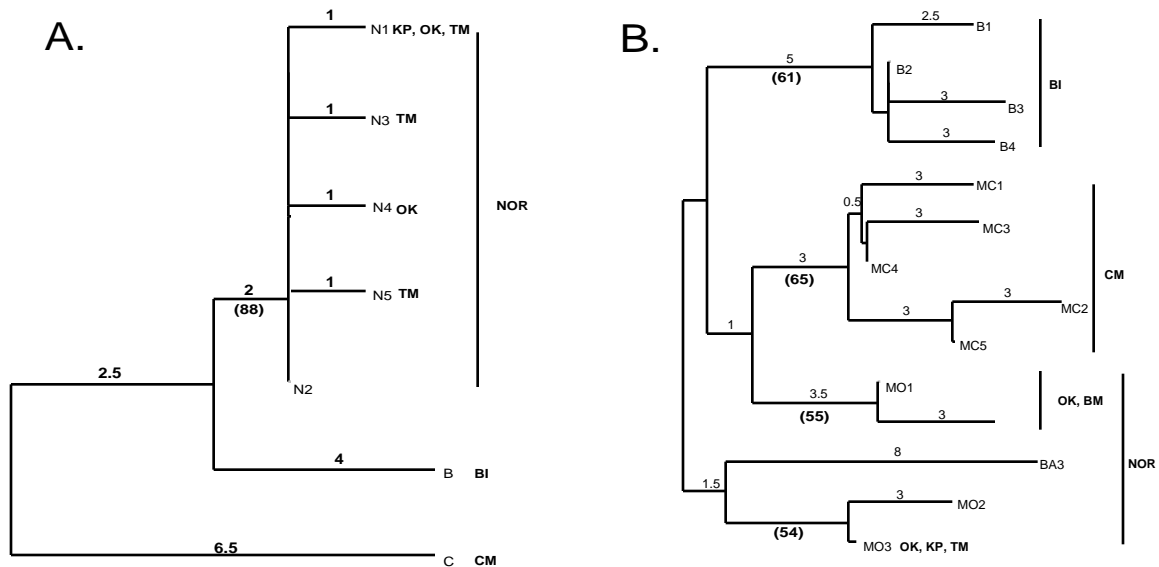 A.
1
N1 KP, OK, TM
1
N3 TM
1
N4 OK
NOR
1
N5 TM
2
(88)
N2
2.5
4
B BI
6.5
C CM
B.
2.5
B1
5
(61)
B2
BI
3
B3
3
B4
3
MC1
0.5
3
MC3
MC4
3
(65)
CM
3
MC2
3
MC5
1
MO1
3.5
(55)
3
OK, BM
8
BA3
NOR
1.5
3
MO2
(54)
MO3 OK, KP, TM